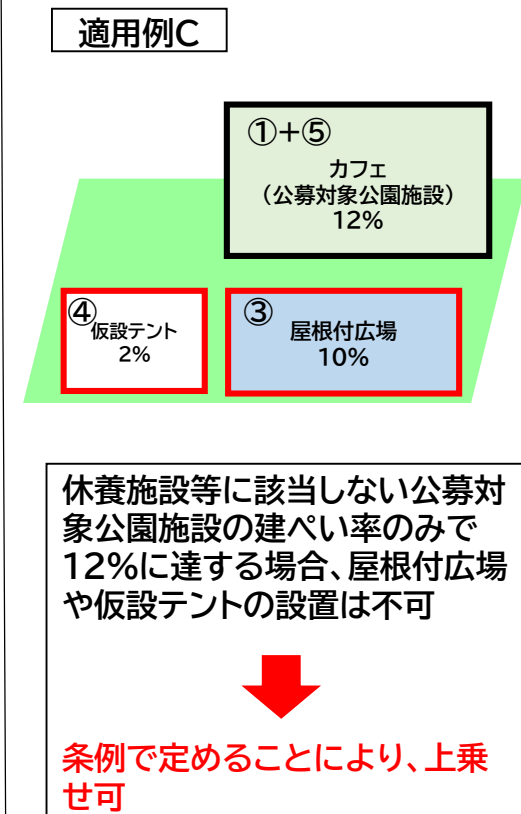 適用例C
①+⑤
カフェ
(公募対象公園施設)
12%
④
仮設テント
2%
③
屋根付広場
10%
休養施設等に該当しない公募対
象公園施設の建ぺい率のみで
12%に達する場合、屋根付広場
や仮設テントの設置は不可
条例で定めることにより、上乗
せ可